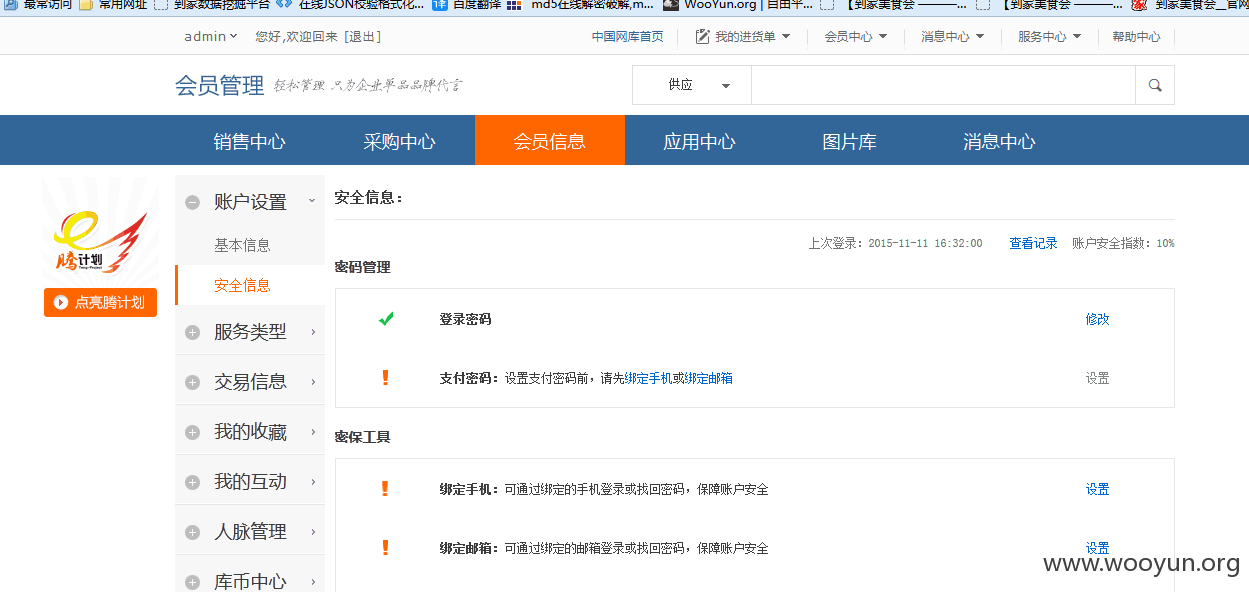 最常访问 常用网址 到家数据挖掘平台 在线JSON校验格式化... 译 百度翻译 md5在线解密破解,m... WooYun.org | 自由平... 【到家美食会 ———... 【到家美食会 ———... 到家美食会__官网
admin 您好,欢迎回来 [退出] 中国网库首页 我的进货单 会员中心 消息中心 服务中心 帮助中心
会员管理 轻松管理 只为企业单品品牌代言 供应
销售中心 采购中心 会员信息 应用中心 图片库 消息中心
腾计划
Teng-Project
点亮腾计划
账户设置
基本信息
安全信息
服务类型
交易信息
我的收藏
我的互动
人脉管理
库币中心
安全信息：
上次登录：2015-11-11 16:32:00 查看记录 账户安全指数：10%
密码管理
登录密码 修改
支付密码：设置支付密码前，请先绑定手机或绑定邮箱 设置
密保工具
绑定手机：可通过绑定的手机登录或找回密码，保障账户安全 设置
绑定邮箱：可通过绑定的邮箱登录或找回密码，保障账户安全 设置
www.wooyun.org